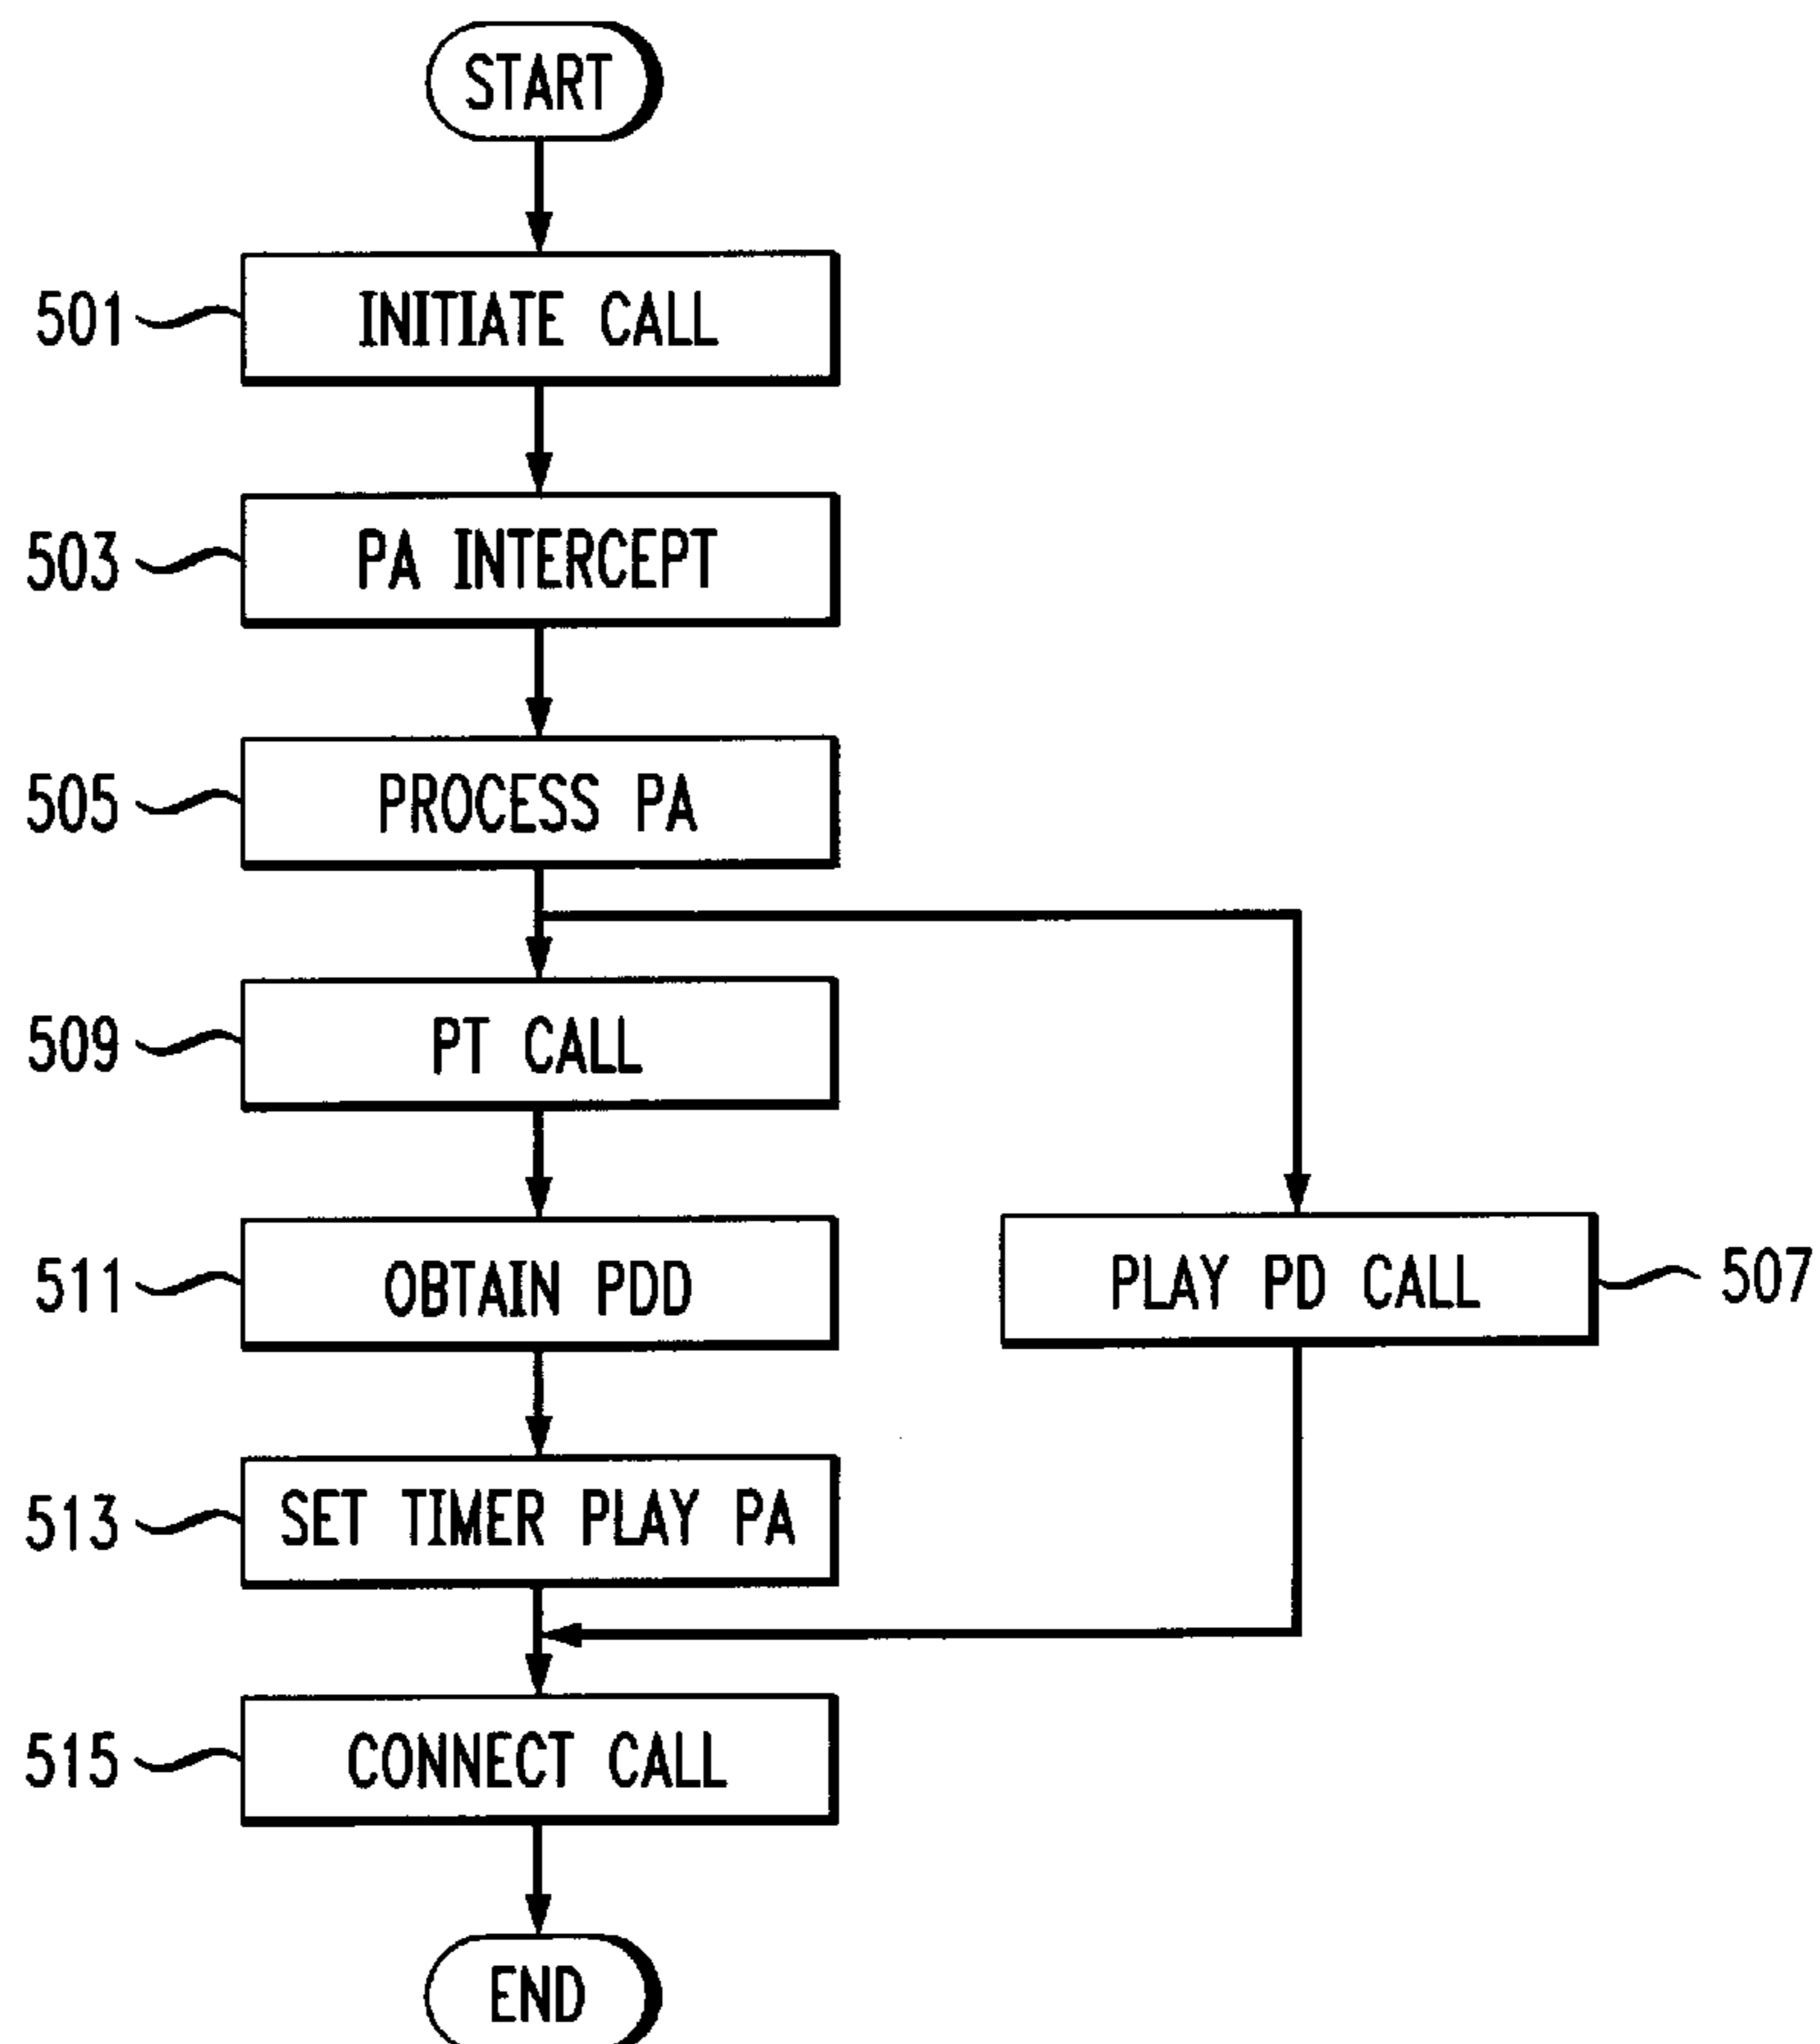 START
501 INITIATE CALL
503 PA INTERCEPT
505 PROCESS PA
509 PT CALL
511 OBTAIN PDD
PLAY PD CALL 507
513 SET TIMER PLAY PA
515 CONNECT CALL
END